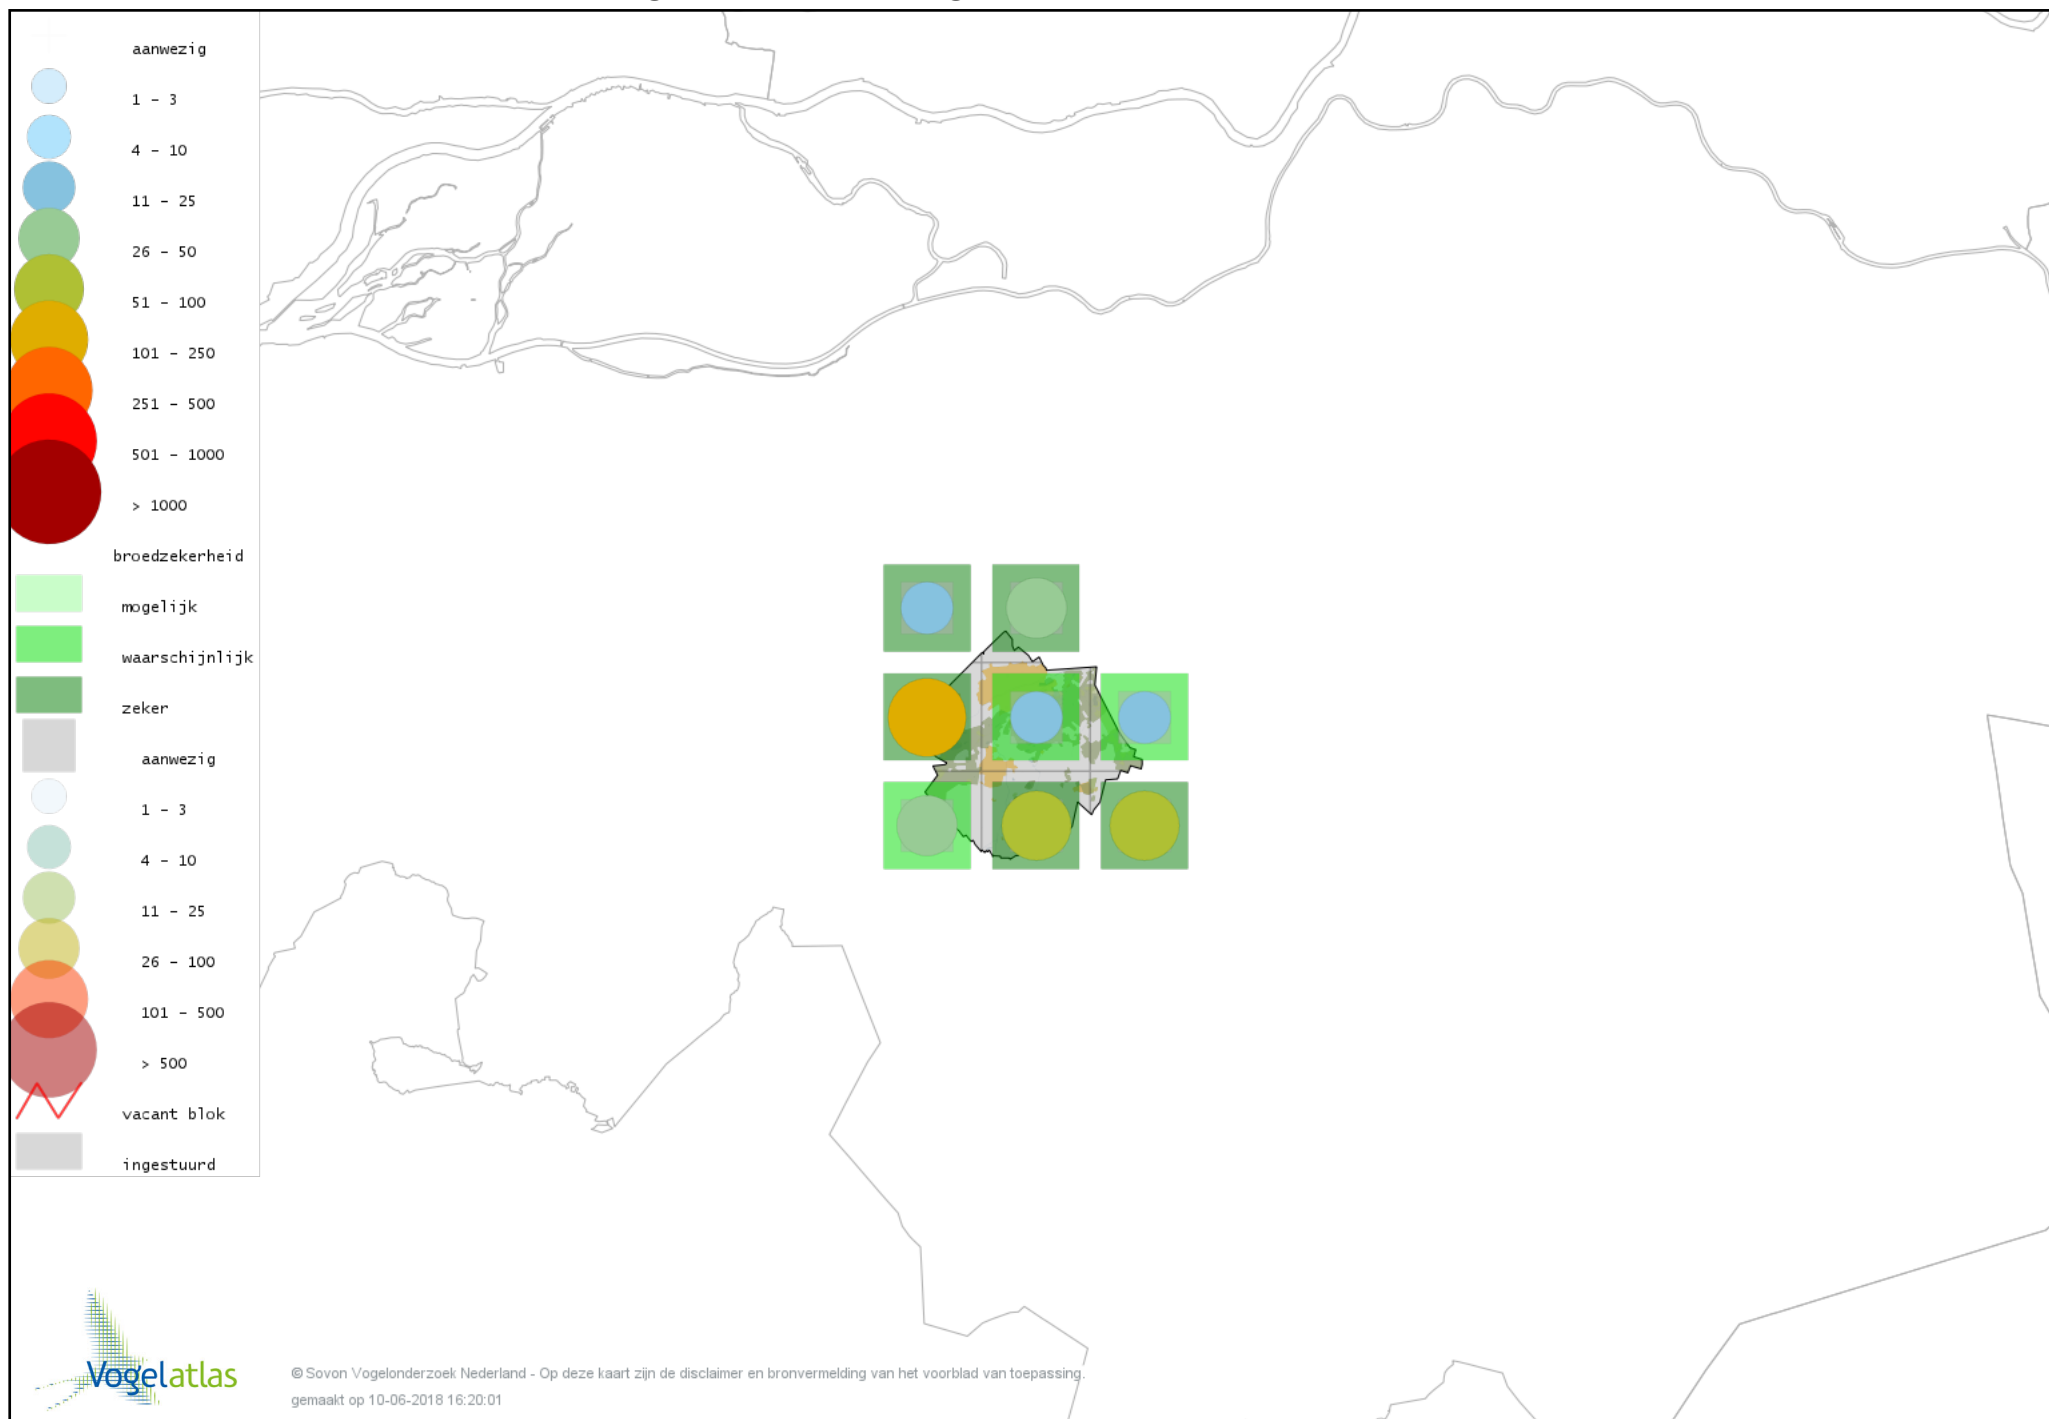 aanwezig
1 - 3
4 - 10
11 - 25
26 - 50
51 - 100
101 - 250
251 - 500
501 - 1000
> 1000
broedzekerheid
mogelijk
waarschijnlijk
zeker
aanwezig
1 - 3
4 - 10
11 - 25
26 - 100
101 - 500
> 500
vacant blok
ingestuurd
Vogelatlas
© Sovon Vogelonderzoek Nederland - Op deze kaart zijn de disclaimer en bronvermelding van het voorblad van toepassing.
gemaakt op 10-06-2018 16:20:01